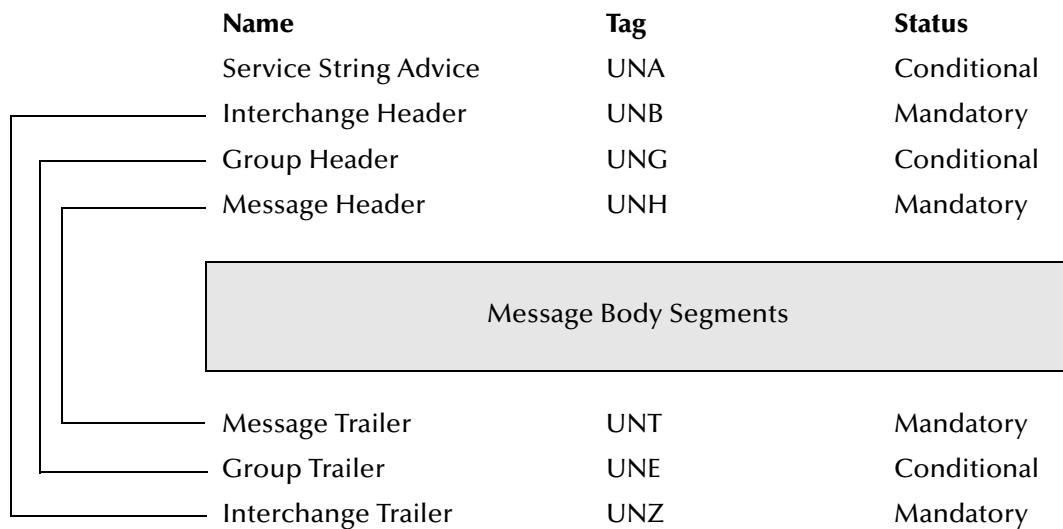 Name Tag Status
Service String Advice UNA Conditional
Interchange Header UNB Mandatory
Group Header UNG Conditional
Message Header UNH Mandatory
Message Body Segments
Message Trailer UNT Mandatory
Group Trailer UNE Conditional
Interchange Trailer UNZ Mandatory